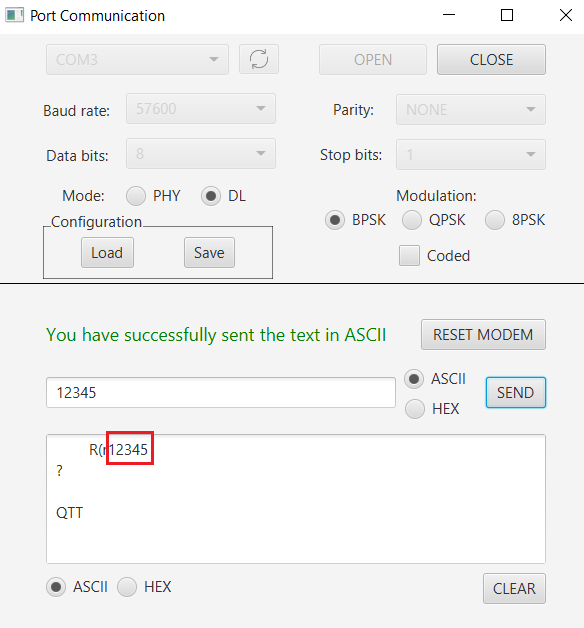 Port Communication
COM3 OPEN CLOSE
Baud rate: 57600 Parity: NONE
Data bits: 8 Stop bits: 1
Mode: PHY DL Modulation:
Configuration BPSK QPSK 8PSK
Load Save Coded
You have successfully sent the text in ASCII RESET MODEM
12345 ASCII SEND
HEX
R(r12345
?
QTT
ASCII HEX CLEAR